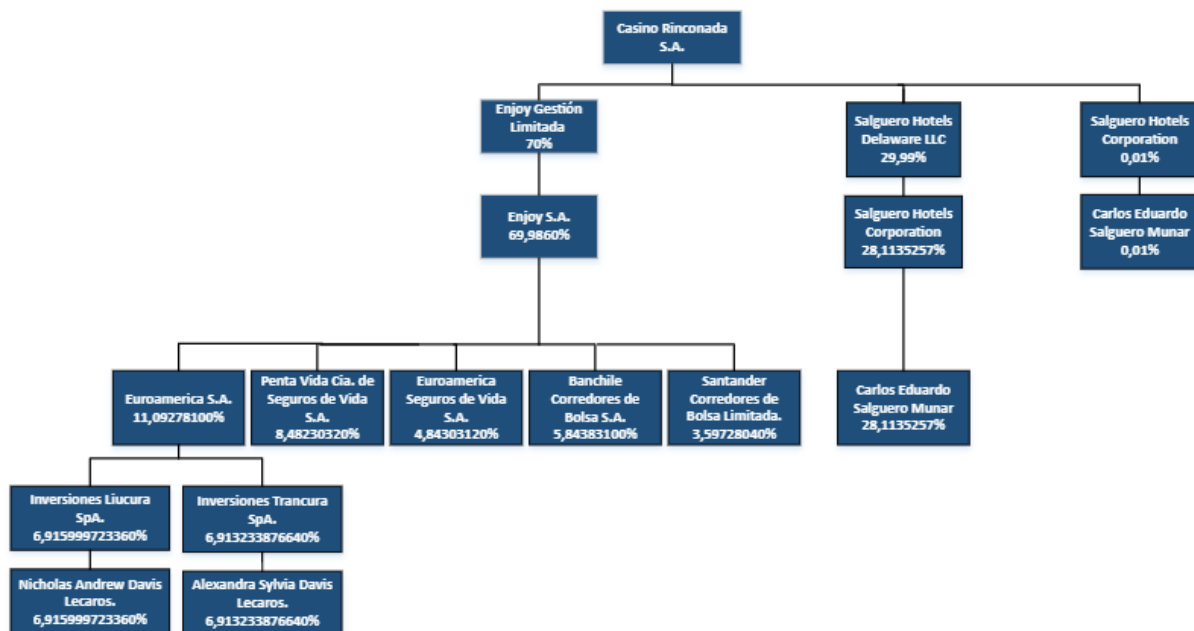 Casino Rinconada
S.A.
Enjoy Gestión
Limitada
70%
Salguero Hotels
Delaware LLC
29,99%
Salguero Hotels
Corporation
0,01%
Enjoy S.A.
69,9860%
Salguero Hotels
Corporation
28,1135257%
Carlos Eduardo
Salguero Munar
0,01%
Euroamerica S.A.
11,09278100%
Penta Vida Cia. de
Seguros de Vida
S.A.
8,48230320%
Euroamerica
Seguros de Vida
S.A.
4,84303120%
Banchile
Corredores de
Bolsa S.A.
5,84383100%
Santander
Corredores de
Bolsa Limitada.
3,59728040%
Carlos Eduardo
Salguero Munar
28,1135257%
Inversiones Liucura
SpA.
6,915999723360%
Inversiones Trancura
SpA.
6,913233876640%
Nicholas Andrew Davis
Lecaros.
6,915999723360%
Alexandra Sylvia Davis
Lecaros.
6,913233876640%